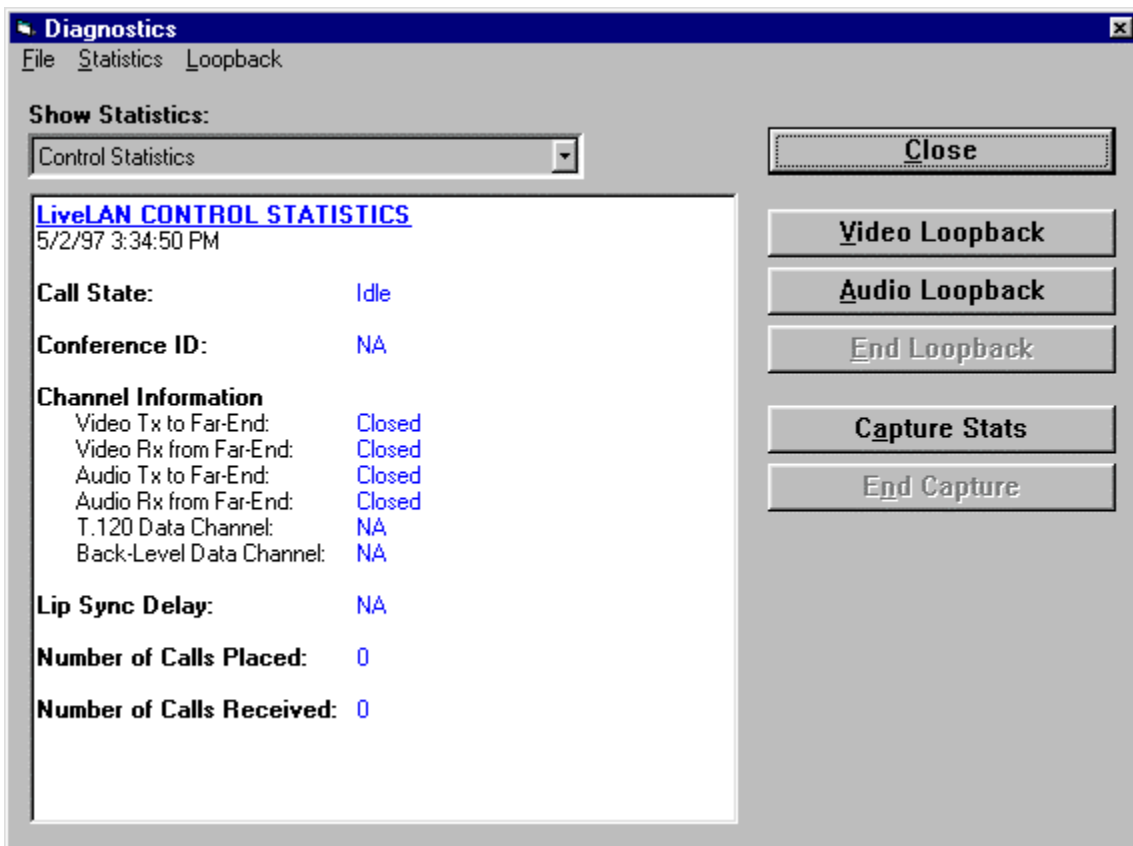 Diagnostics
File Statistics Loopback
Show Statistics:
Control Statistics
Close
LiveLAN CONTROL STATISTICS
5/2/97 3:34:50 PM
Call State: Idle
Conference ID: NA
Channel Information
Video Tx to Far-End: Closed
Video Rx from Far-End: Closed
Audio Tx to Far-End: Closed
Audio Rx from Far-End: Closed
T.120 Data Channel: NA
Back-Level Data Channel: NA
Lip Sync Delay: NA
Number of Calls Placed: 0
Number of Calls Received: 0
Video Loopback
Audio Loopback
End Loopback
Capture Stats
End Capture